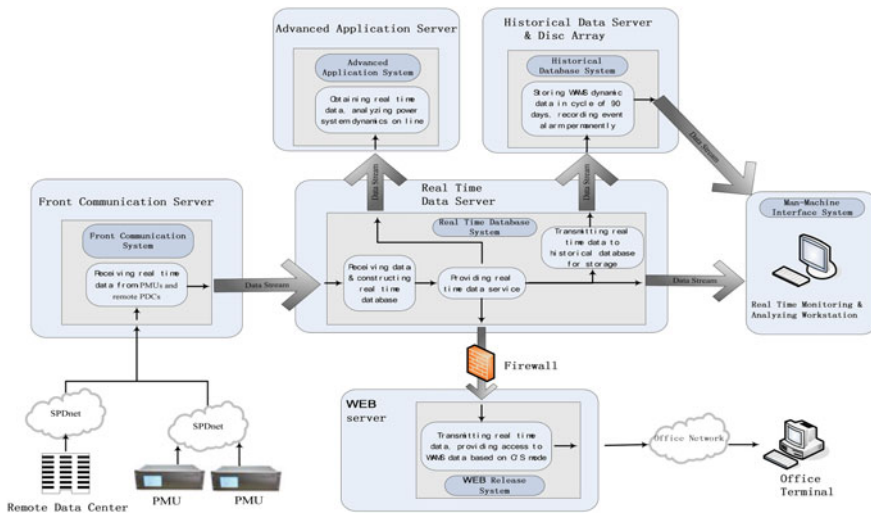 Advanced Application Server
Advanced
Application System
Obtaining real time
data, analyzing power
system dynamics on line
Data Stream
Historical Data Server
& Disc Array
Historical
Database System
Storing WAMS dynamic
data in cycle of 90
days, recording event
alarm permanently
Data Stream
Data Stream
Front Communication Server
Front Communication
System
Receiving real time
data from PMUs and
remote PDCs
Data Stream
Real Time
Data Server
Real Time Database
System
Receiving data
& constructing
real time
database
Providing real
time data service
Transmitting real
time data to
historical database
for storage
Data Stream
Man-Machine
Interface System
Real Time Monitoring &
Analyzing Workstation
Firewall
SPDnet
SPDnet
Remote Data Center
PMU
PMU
WEB
server
Transmitting real time
data, providing access to
WAMS data based on C/S mode
WEB Release
System
Office Network
Office
Terminal